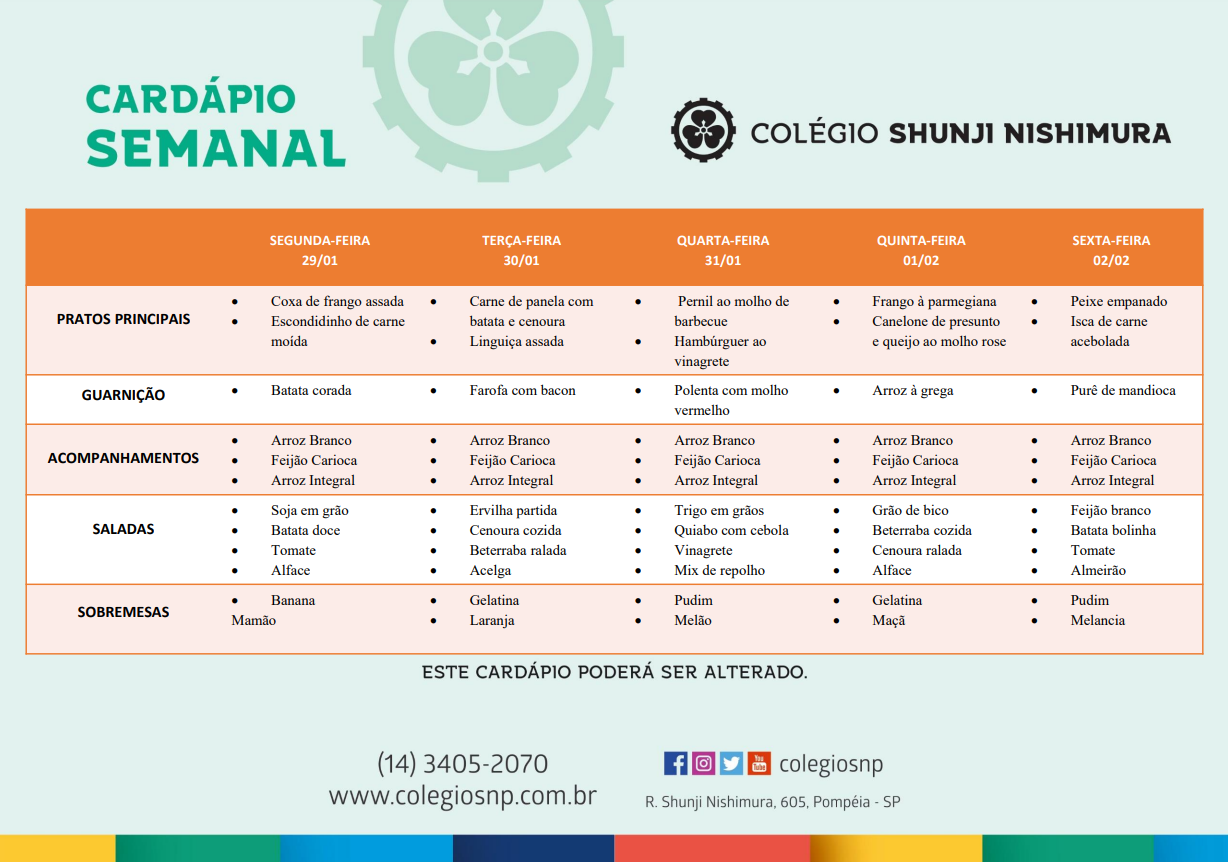 CARDÁPIO
SEMANAL
COLÉGIO SHUNJI NISHIMURA
SEGUNDA-FEIRA TERÇA-FEIRA QUARTA-FEIRA QUINTA-FEIRA SEXTA-FEIRA
29/01 30/01 31/01 01/02 02/02
PRATOS PRINCIPAIS
• Coxa de frango assada
• Escondidinho de carne
moída
• Carne de panela com
batata e cenoura
• Linguiça assada
• Pernil ao molho de
barbecue
• Hambúrguer ao
vinagrete
• Frango à parmegiana
• Canelone de presunto
e queijo ao molho rose
• Peixe empanado
• Isca de carne
acebolada
GUARNIÇÃO
• Batata corada
• Farofa com bacon
• Polenta com molho
vermelho
• Arroz à grega
• Purê de mandioca
ACOMPANHAMENTOS
• Arroz Branco
• Feijão Carioca
• Arroz Integral
• Arroz Branco
• Feijão Carioca
• Arroz Integral
• Arroz Branco
• Feijão Carioca
• Arroz Integral
• Arroz Branco
• Feijão Carioca
• Arroz Integral
• Arroz Branco
• Feijão Carioca
• Arroz Integral
SALADAS
• Soja em grão
• Batata doce
• Tomate
• Alface
• Ervilha partida
• Cenoura cozida
• Beterraba ralada
• Acelga
• Trigo em grãos
• Quiabo com cebola
• Vinagrete
• Mix de repolho
• Grão de bico
• Beterraba cozida
• Cenoura ralada
• Alface
• Feijão branco
• Batata bolinha
• Tomate
• Almeirão
SOBREMESAS
• Banana
Mamão
• Gelatina
• Laranja
• Pudim
• Melão
• Gelatina
• Maçã
• Pudim
• Melancia
ESTE CARDÁPIO PODERÁ SER ALTERADO.
(14) 3405-2070
www.colegiosnp.com.br
You Tube
colegiosnp
R. Shunji Nishimura, 605, Pompéia - SP